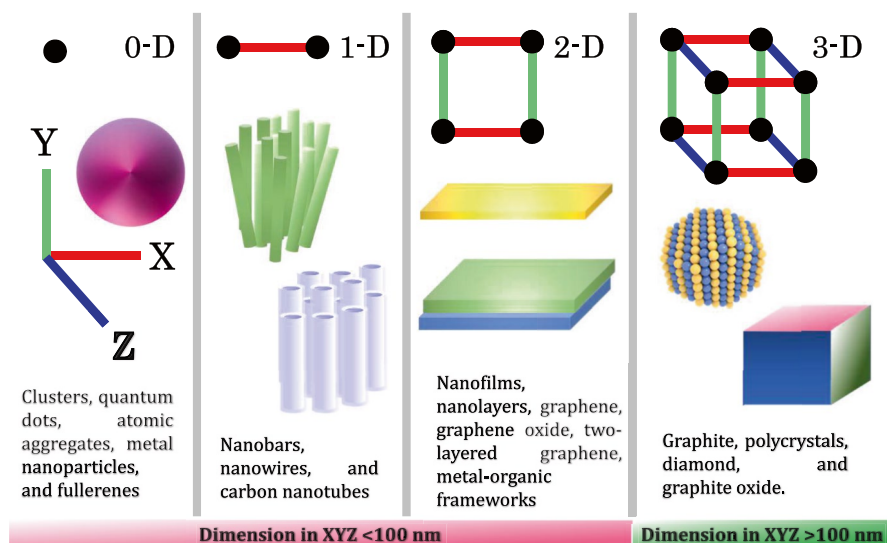 0-D
Y
X
Z
Clusters, quantum
dots, atomic
aggregates, metal
nanoparticles,
and fullerenes
1-D
Nanobars,
nanowires, and
carbon nanotubes
2-D
Nanofilms,
nanolayers, graphene,
graphene oxide, two-
layered graphene,
metal-organic
frameworks
3-D
Graphite, polycrystals,
diamond, and
graphite oxide.
Dimension in XYZ <100 nm
Dimension in XYZ >100 nm